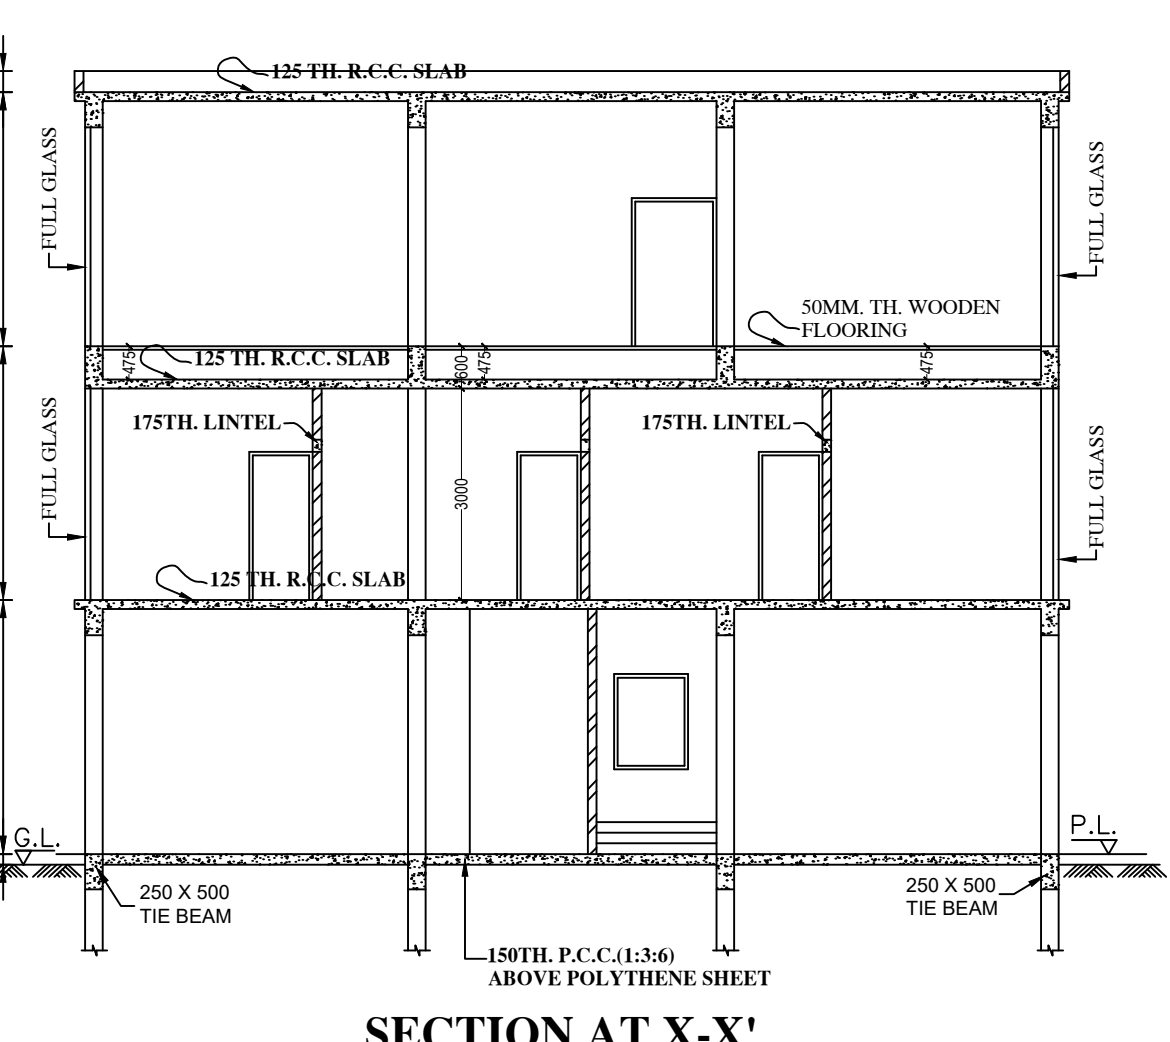 125 TH. R.C.C. SLAB
FULL GLASS
FULL GLASS
50MM. TH. WOODEN
FLOORING
475
125 TH. R.C.C. SLAB
600
475
475
175TH. LINTEL
175TH. LINTEL
FULL GLASS
FULL GLASS
3000
125 TH. R.C.C. SLAB
G.L.
P.L.
250 X 500
TIE BEAM
250 X 500
TIE BEAM
150TH. P.C.C.(1:3:6)
ABOVE POLYTHENE SHEET
SECTION AT X-X'